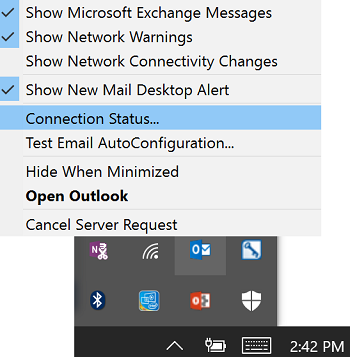 Show Microsoft Exchange Messages
Show Network Warnings
Show Network Connectivity Changes
Show New Mail Desktop Alert
Connection Status...
Test Email AutoConfiguration...
Hide When Minimized
Open Outlook
Cancel Server Request
2:42 PM